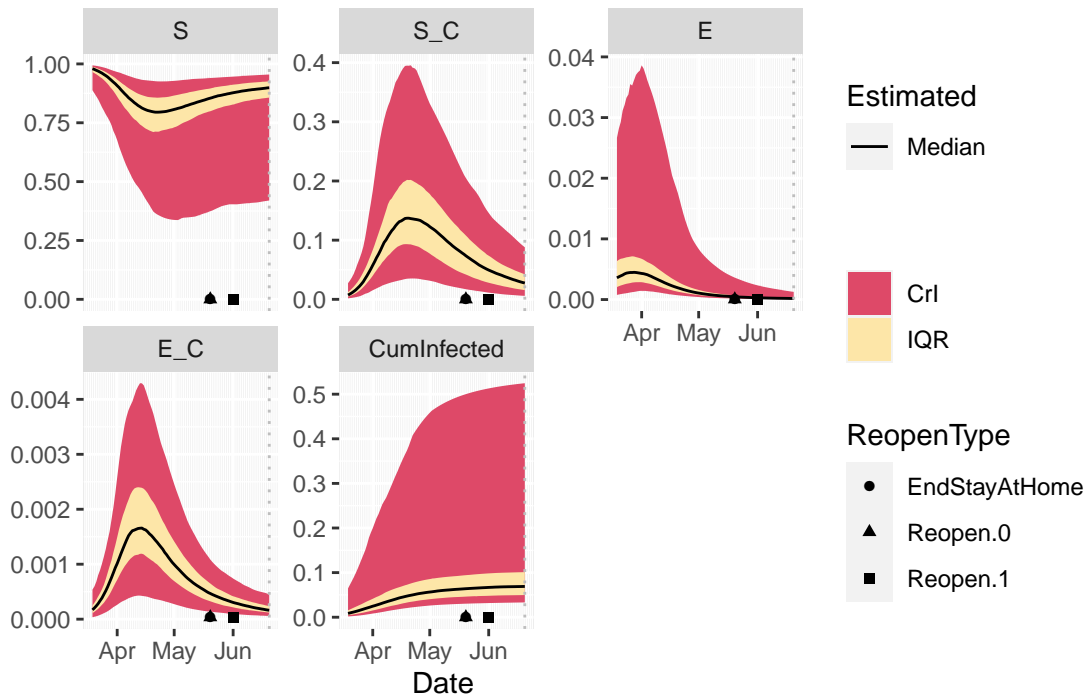 S
S_C
E
1.00
0.75
0.50
0.25
0.00
0.4
0.3
0.2
0.1
0.0
0.04
0.03
0.02
0.01
0.00
Apr May Jun
E_C
CumInfected
0.004
0.003
0.002
0.001
0.000
Apr May Jun
0.5
0.4
0.3
0.2
0.1
0.0
Apr May Jun
Date
Estimated
Median
CrI
IQR
ReopenType
EndStayAtHome
Reopen.0
Reopen.1